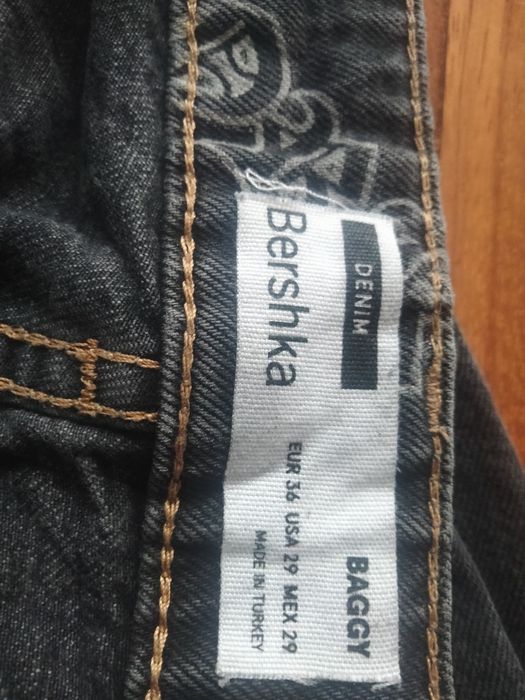 DENIM
Bershka
BAGGY
EUR 36 USA 29 MEX 29
MADE IN TURKEY